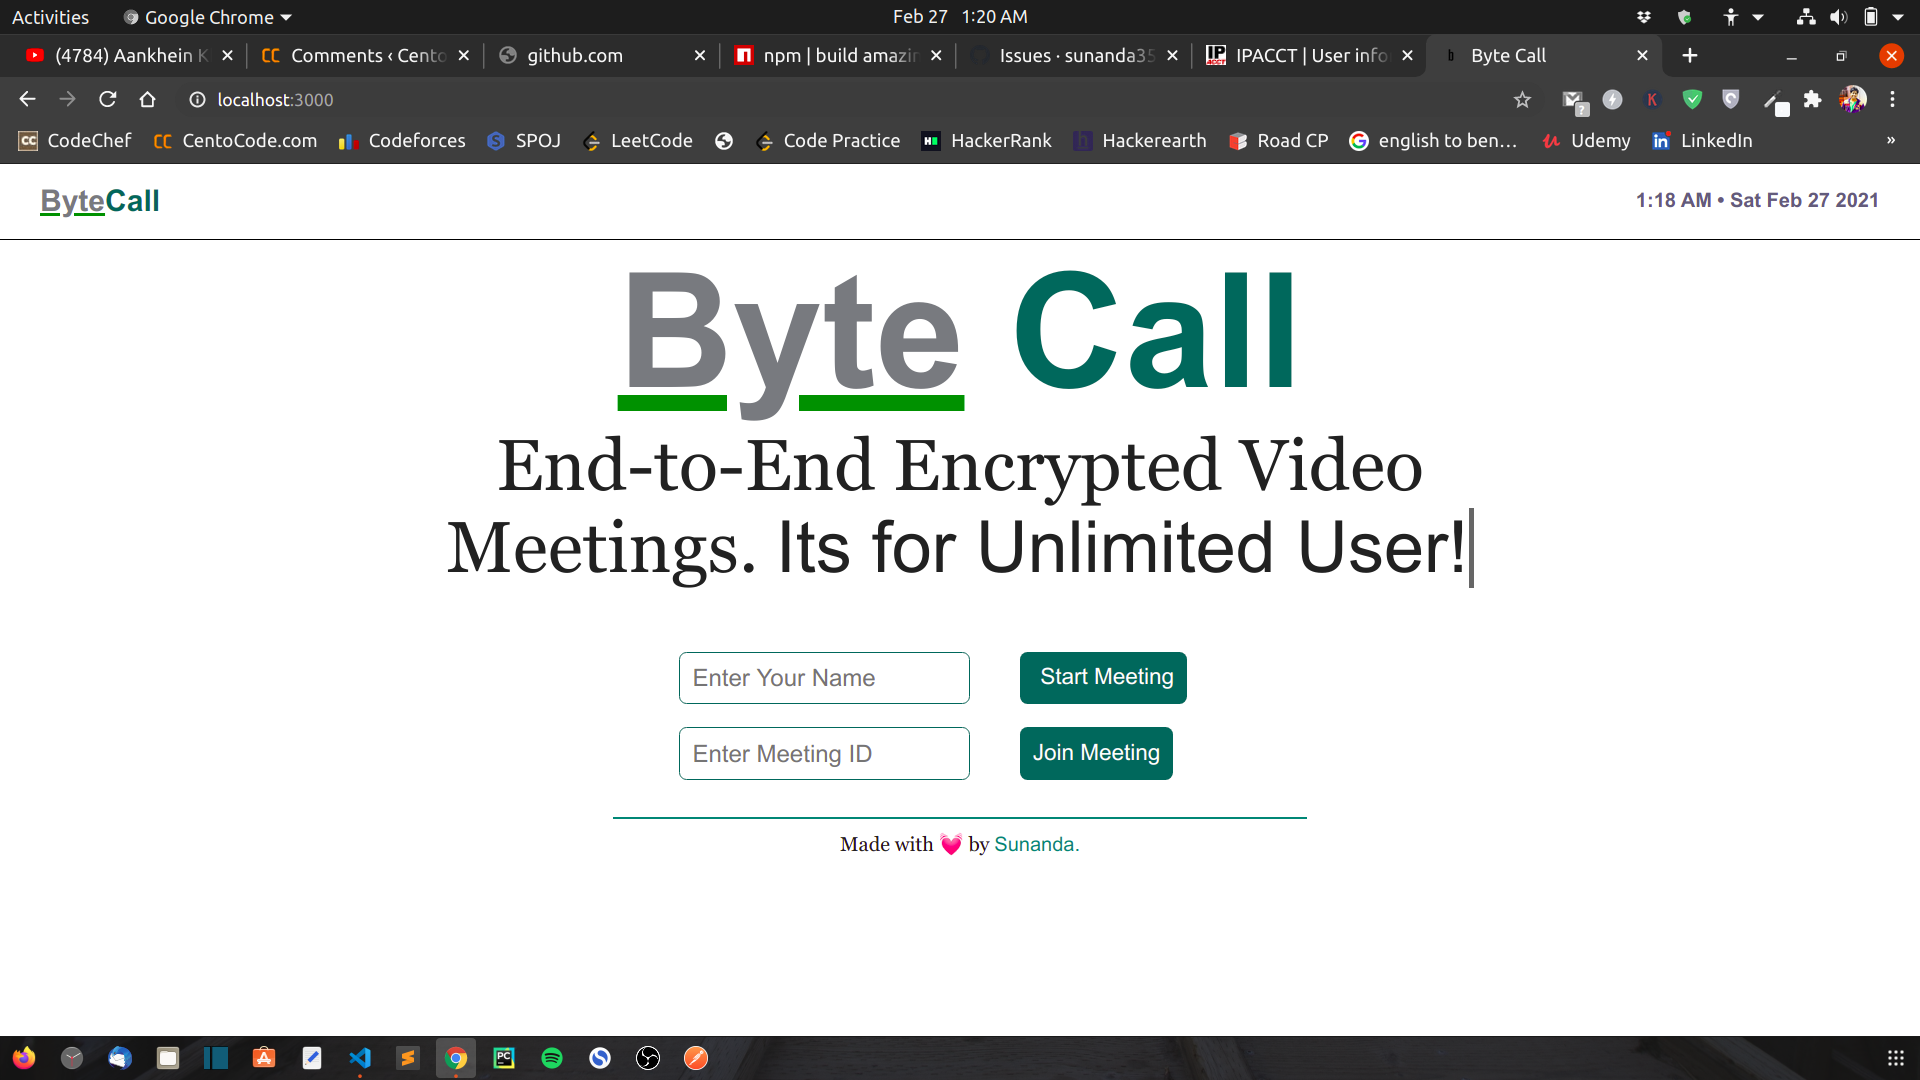 Activities Google Chrome Feb 27 1:20 AM
(4784) Aankhein K Comments ‹ Cento github.com npm | build amazin Issues · sunanda35 IPACCT | User info Byte Call
localhost:3000
CodeChef CentoCode.com Codeforces SPOJ LeetCode Code Practice HackerRank Hackerearth Road CP english to ben... Udemy LinkedIn »
ByteCall 1:18 AM • Sat Feb 27 2021
Byte Call
End-to-End Encrypted Video
Meetings. Its for Unlimited User!
Enter Your Name Start Meeting
Enter Meeting ID Join Meeting
Made with 💓 by Sunanda.